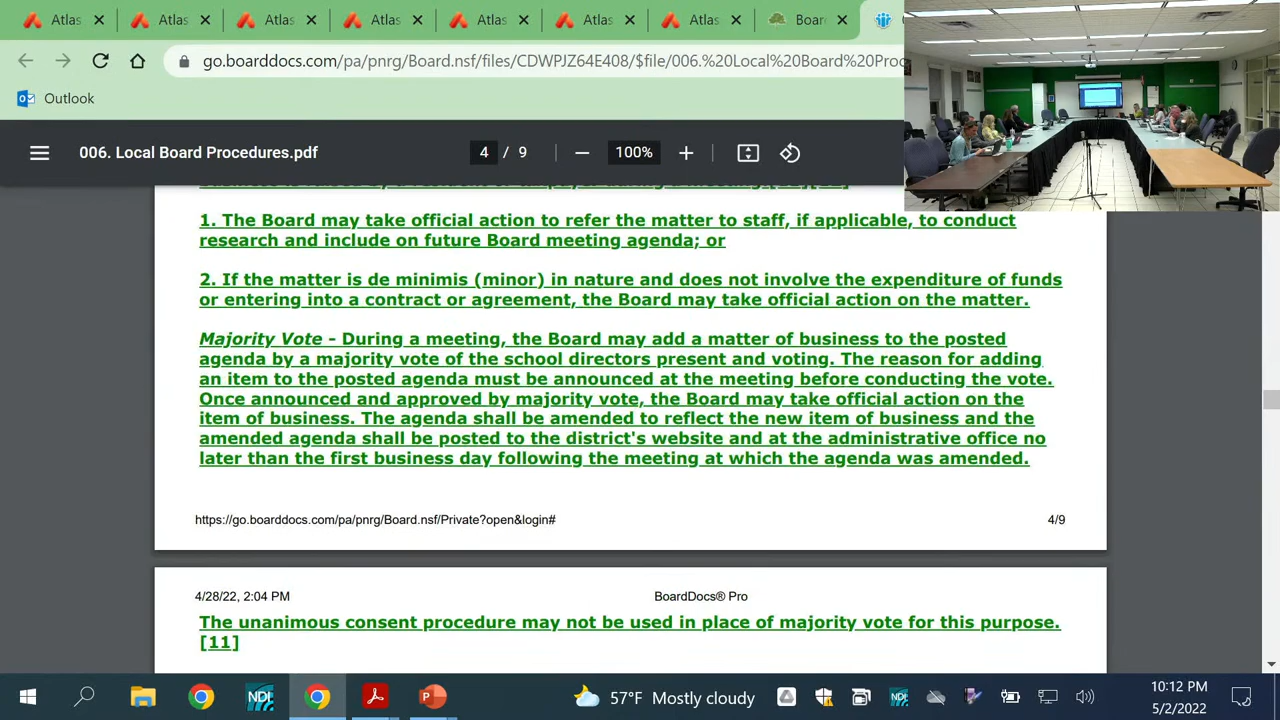 Atlas
Atlas
Atlas
Atlas
Atlas
Atlas
Atlas
Boar
go.boarddocs.com/pa/pnrg/Board.nsf/files/CDWPJZ64E408/$file/006.%20Local%20Board%20Proc
Outlook
006. Local Board Procedures.pdf
4 / 9
100%
1. The Board may take official action to refer the matter to staff, if applicable, to conduct
research and include on future Board meeting agenda; or
2. If the matter is de minimis (minor) in nature and does not involve the expenditure of funds
or entering into a contract or agreement, the Board may take official action on the matter.
Majority Vote - During a meeting, the Board may add a matter of business to the posted
agenda by a majority vote of the school directors present and voting. The reason for adding
an item to the posted agenda must be announced at the meeting before conducting the vote.
Once announced and approved by majority vote, the Board may take official action on the
item of business. The agenda shall be amended to reflect the new item of business and the
amended agenda shall be posted to the district's website and at the administrative office no
later than the first business day following the meeting at which the agenda was amended.
https://go.boarddocs.com/pa/pnrg/Board.nsf/Private?open&login#
4/9
4/28/22, 2:04 PM
BoardDocs® Pro
The unanimous consent procedure may not be used in place of majority vote for this purpose.
[11]
NDI
57°F Mostly cloudy
NDI
10:12 PM
5/2/2022